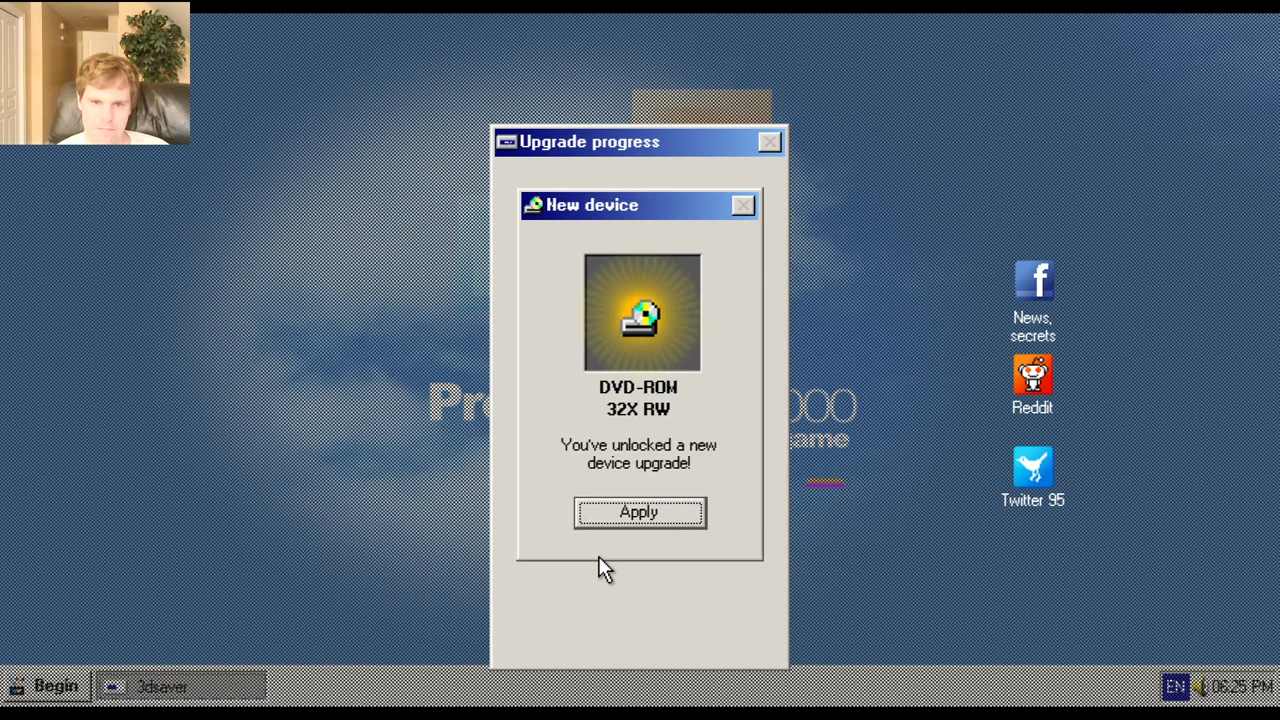 Upgrade progress
New device
DVD-ROM
32X RW
You've unlocked a new
device upgrade!
Apply
News,
secrets
Reddit
Twitter 95
Begin
3dsaver
EN
06:25 PM